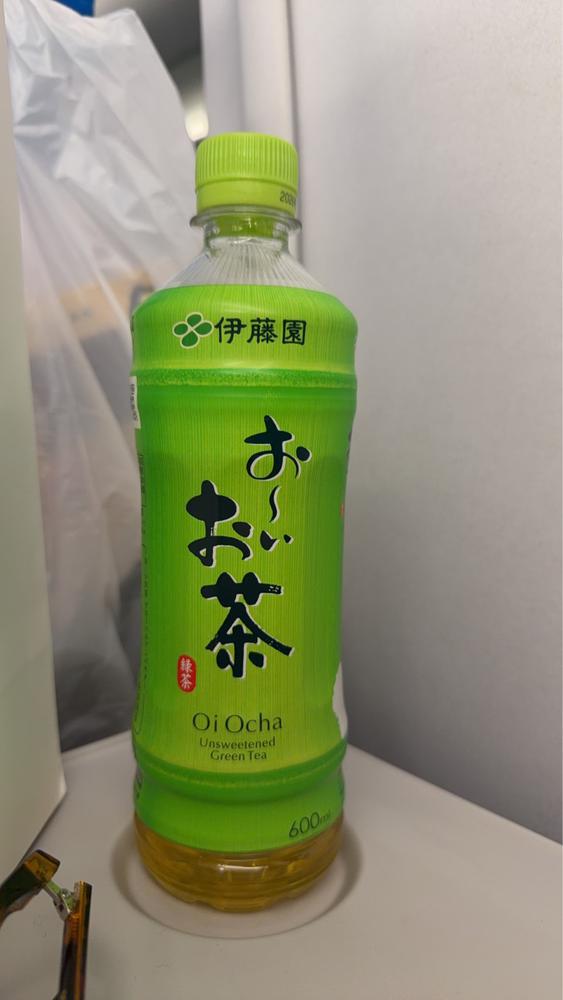 伊藤園
お〜い
お茶
緑茶
Oi Ocha
Unsweetened
Green Tea
600ml